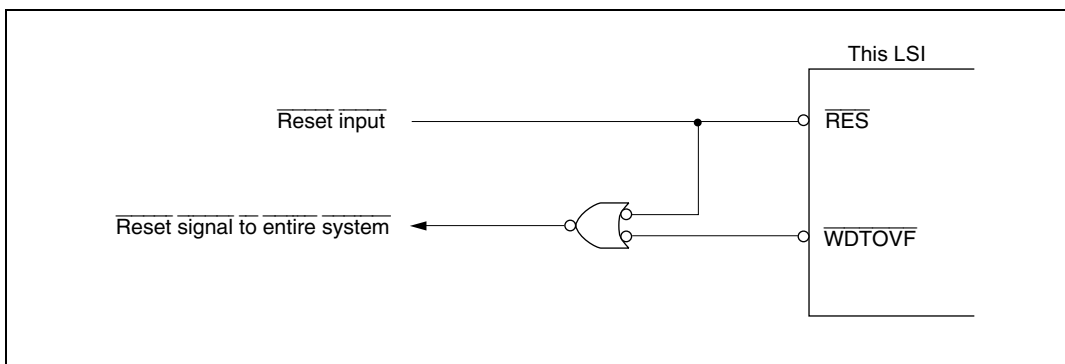 This LSI
Reset input
RES
Reset signal to entire system
WDTOVF